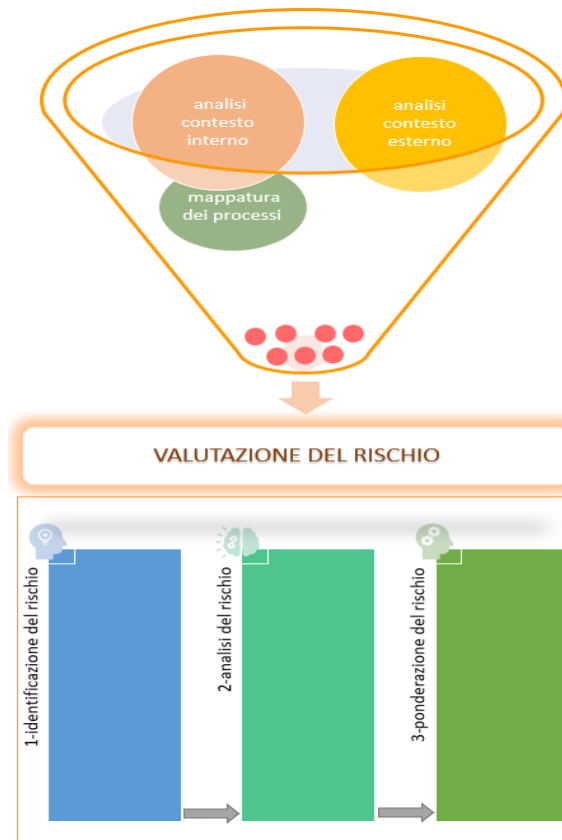 analisi
contesto
interno
analisi
contesto
esterno
mappatura
dei processi
VALUTAZIONE DEL RISCHIO
1-identificazione del rischio
2-analisi del rischio
3-ponderazione del rischio